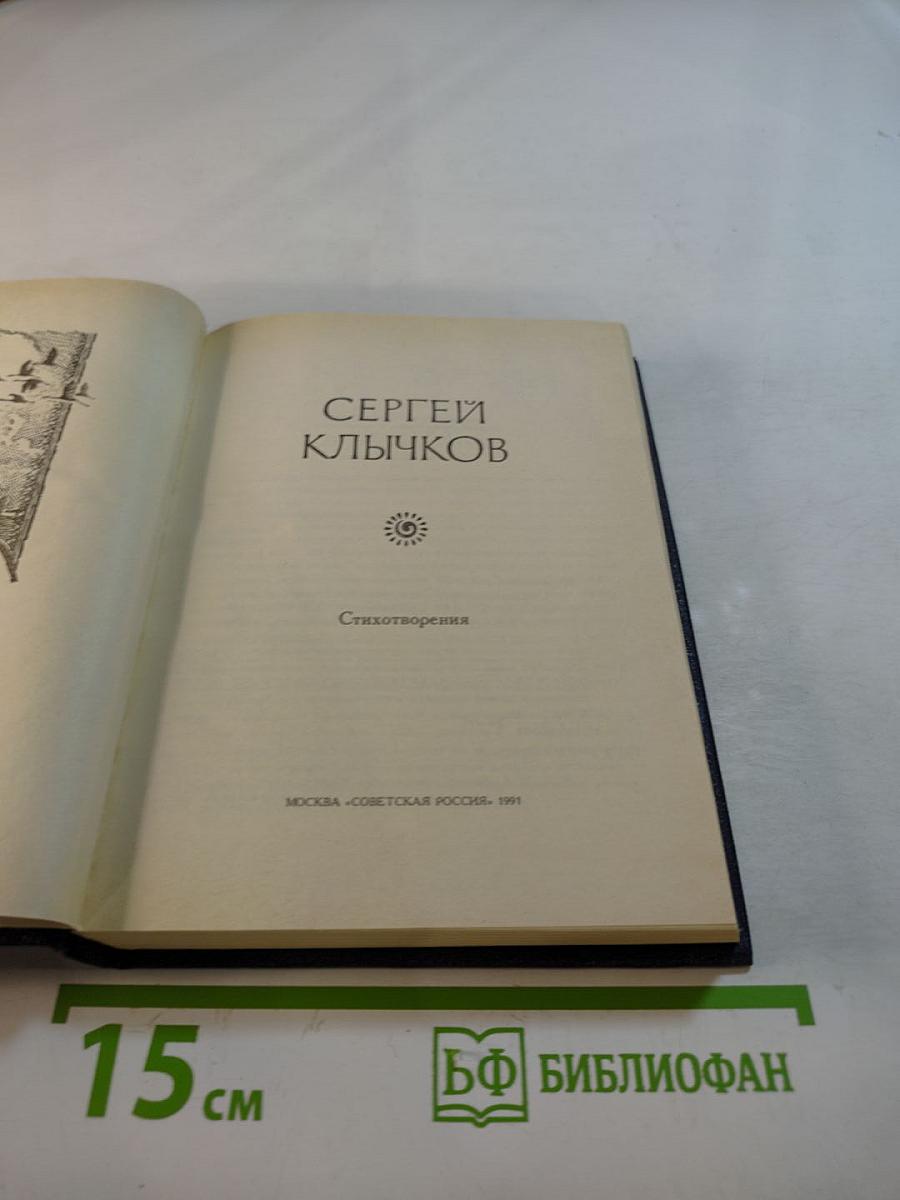 СЕРГЕЙ
КЛЫЧКОВ
Стихотворения
МОСКВА «СОВЕТСКАЯ РОССИЯ» 1991
15 см
БФ БИБЛИОФАН